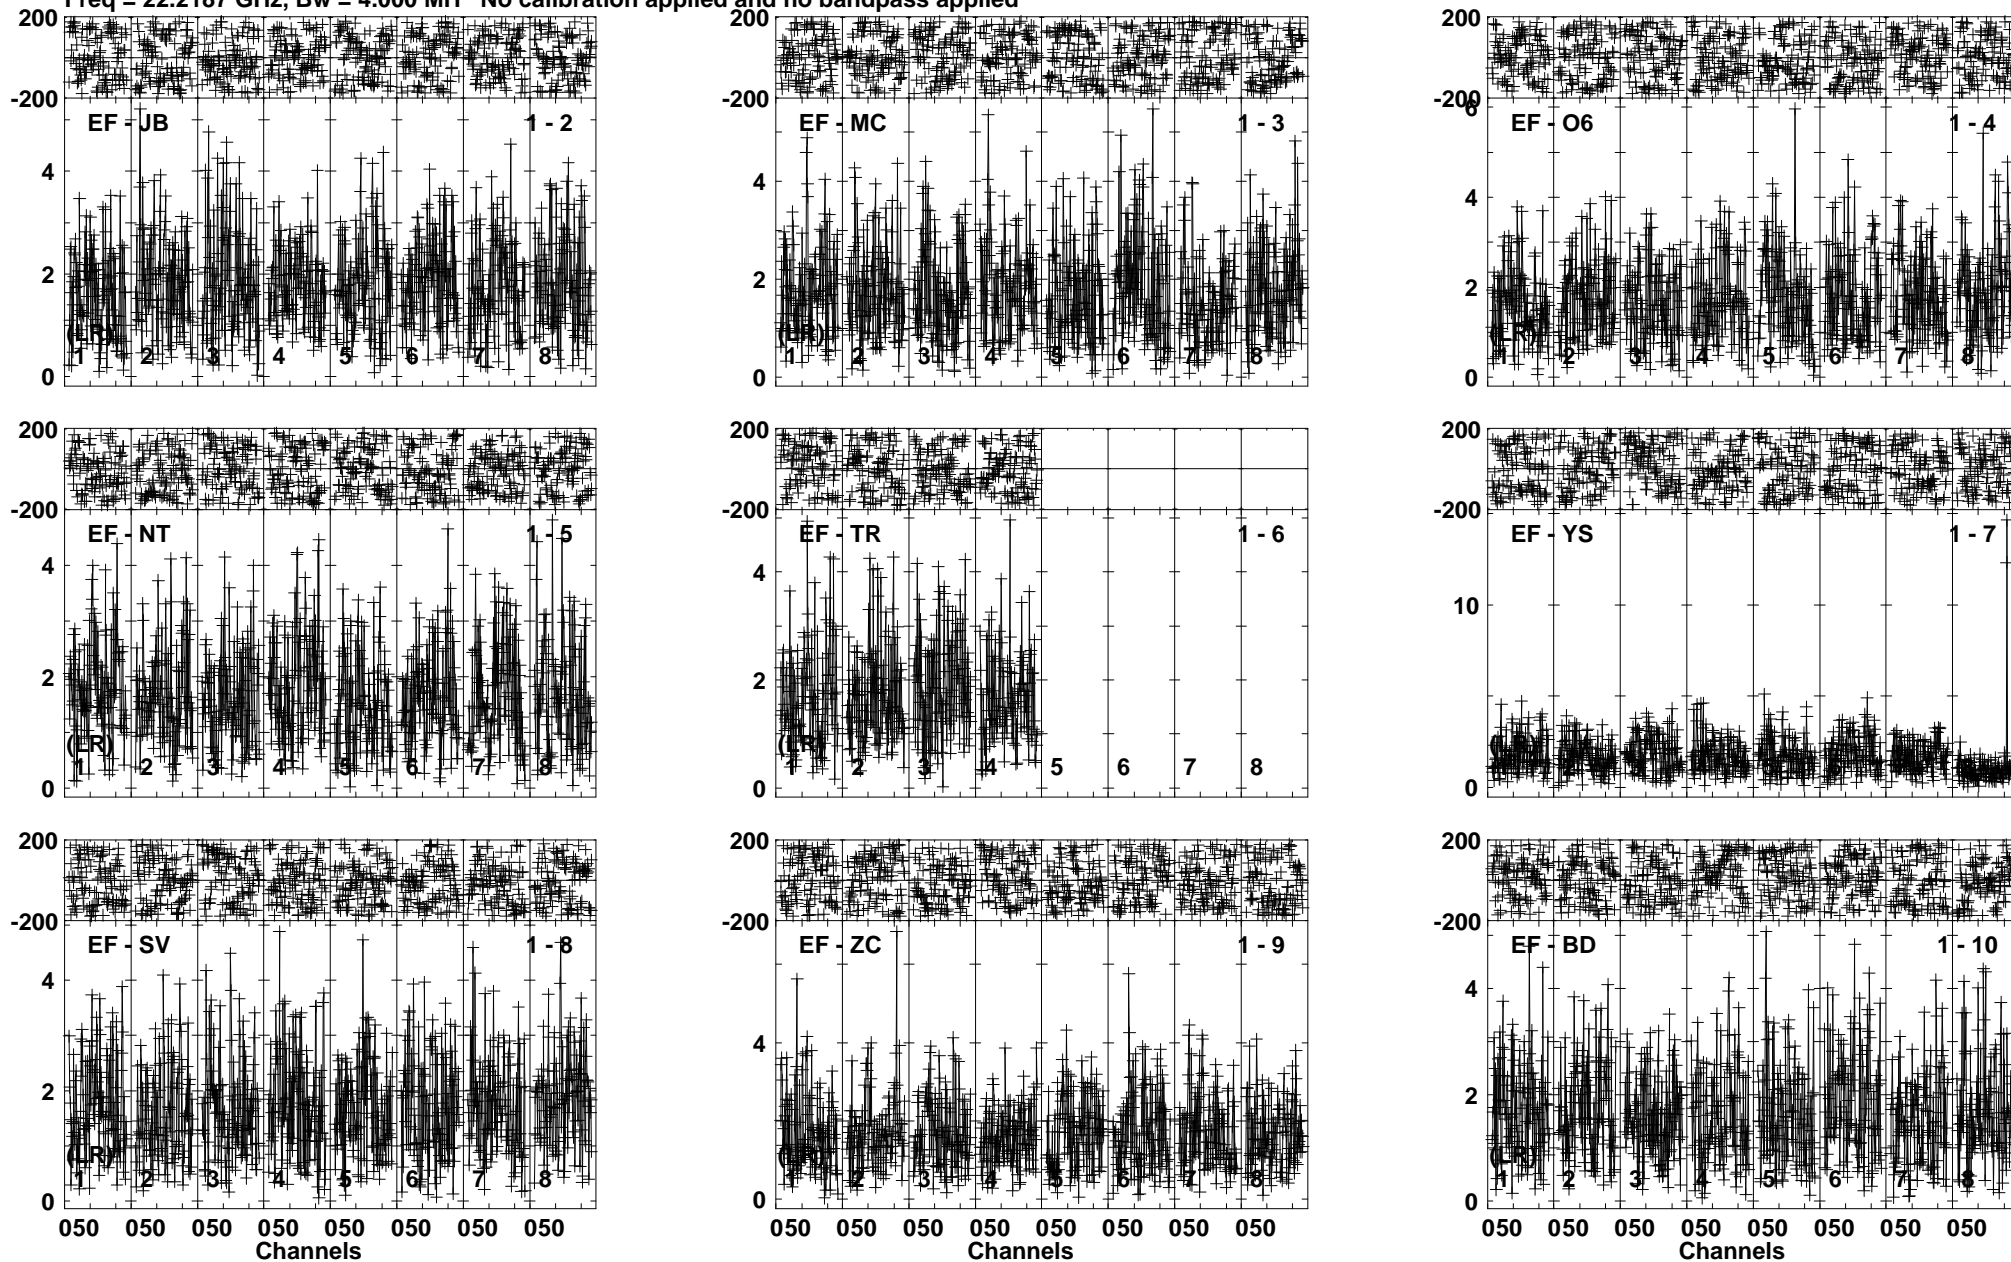 Freq = 22.2187 GHz, Bw = 4.000 MH No calibration applied and no bandpass applied
200
-200
EF - JB 1 - 2
4
2
0
(LR)
1 2 3 4 5 6 7 8
200
-200
EF - MC 1 - 3
4
2
0
(LR)
1 2 3 4 5 6 7 8
200
-200
6
EF - O6 1 - 4
4
2
0
(LR)
1 2 3 4 5 6 7 8
200
-200
EF - NT 1 - 5
4
2
0
(LR)
1 2 3 4 5 6 7 8
200
-200
EF - TR 1 - 6
4
2
0
(LR)
1 2 3 4 5 6 7 8
200
-200
EF - YS 1 - 7
10
0
200
-200
EF - SV 1 - 8
4
2
0
(LR)
1 2 3 4 5 6 7 8
050 050 050 050 050 050 050 050
Channels
200
-200
EF - ZC 1 - 9
4
0
(LR)
1 2 3 4 5 6 7 8
050 050 050 050 050 050 050 050
Channels
200
-200
EF - BD 1 - 10
4
2
0
(LR)
1 2 3 4 5 6 7 8
050 050 050 050 050 050 050 050
Channels